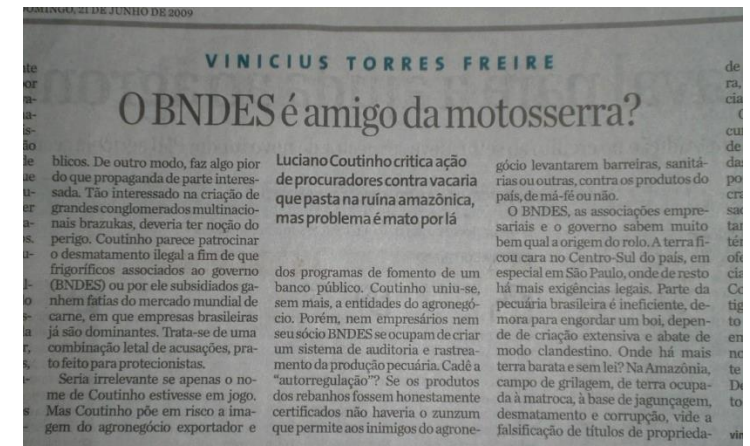 DOMINGO, 21 DE JUNHO DE 2009
VINICIUS TORRES FREIRE
O BNDES é amigo da motosserra?
blicos. De outro modo, faz algo pior
do que propaganda de parte interes-
sada. Tão interessado na criação de
grandes conglomerados multinacio-
nais brazukas, deveria ter noção do
perigo. Coutinho parece patrocinar
o desmatamento ilegal a fim de que
frigoríficos associados ao governo
(BNDES) ou por ele subsidiados ga-
nhem fatias do mercado mundial de
carne, em que empresas brasileiras
já são dominantes. Trata-se de uma
combinação letal de acusações, pra-
to feito para protecionistas.
Seria irrelevante se apenas o no-
me de Coutinho estivesse em jogo.
Mas Coutinho põe em risco a ima-
gem do agronegócio exportador e
Luciano Coutinho critica ação
de procuradores contra vacaria
que pasta na ruína amazônica,
mas problema é mato por lá
dos programas de fomento de um
banco público. Coutinho uniu-se,
sem mais, a entidades do agronegó-
cio. Porém, nem empresários nem
seu sócio BNDES se ocupam de criar
um sistema de auditoria e rastrea-
mento da produção pecuária. Cadê a
"autorregulação"? Se os produtos
dos rebanhos fossem honestamente
certificados não haveria o zunzum
que permite aos inimigos do agrone-
gócio levantarem barreiras, sanitá-
rias ou outras, contra os produtos do
país, de má-fé ou não.
O BNDES, as associações empre-
sariais e o governo sabem muito
bem qual a origem do rolo. A terra fi-
cou cara no Centro-Sul do país, em
especial em São Paulo, onde de resto
há mais exigências legais. Parte da
pecuária brasileira é ineficiente, de-
mora para engordar um boi, depen-
de de criação extensiva e abate de
modo clandestino. Onde há mais
terra barata e sem lei? Na Amazônia,
campo de grilagem, de terra ocupa-
da à matroca, à base de jagunçagem,
desmatamento e corrupção, vide a
falsificação de títulos de proprieda-